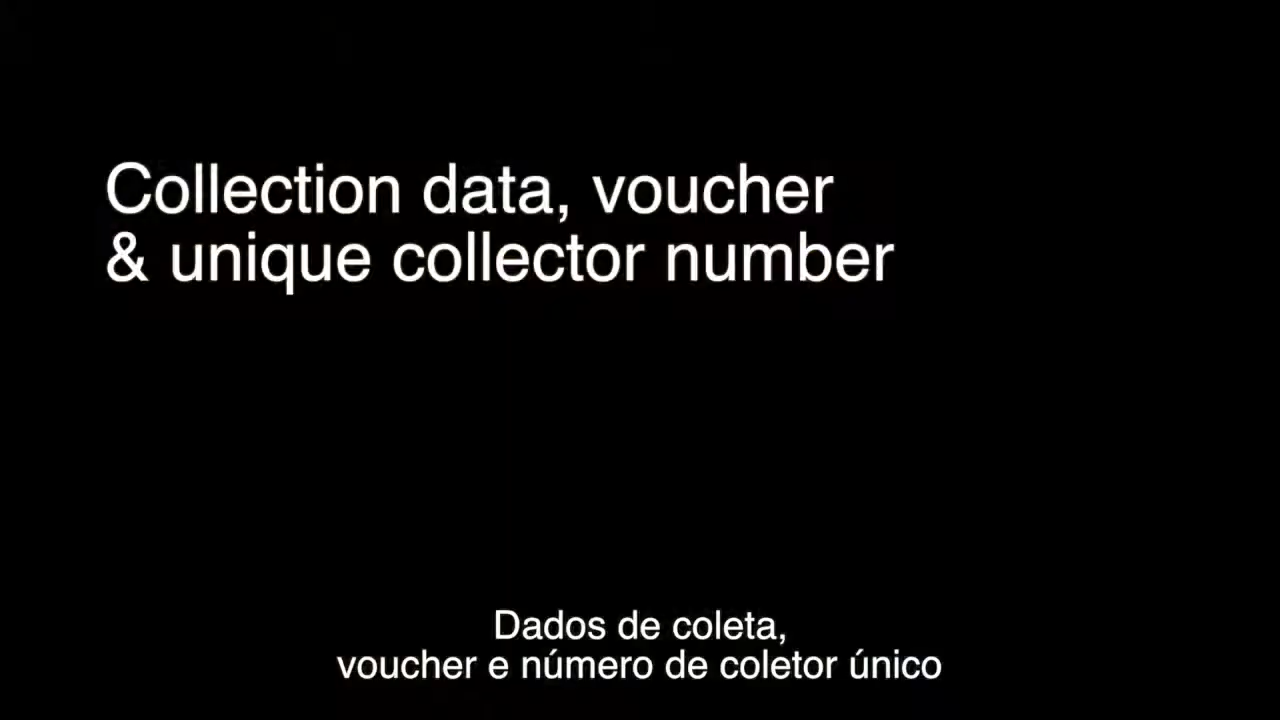 Collection data, voucher
& unique collector number
Dados de coleta,
voucher e número de coletor único